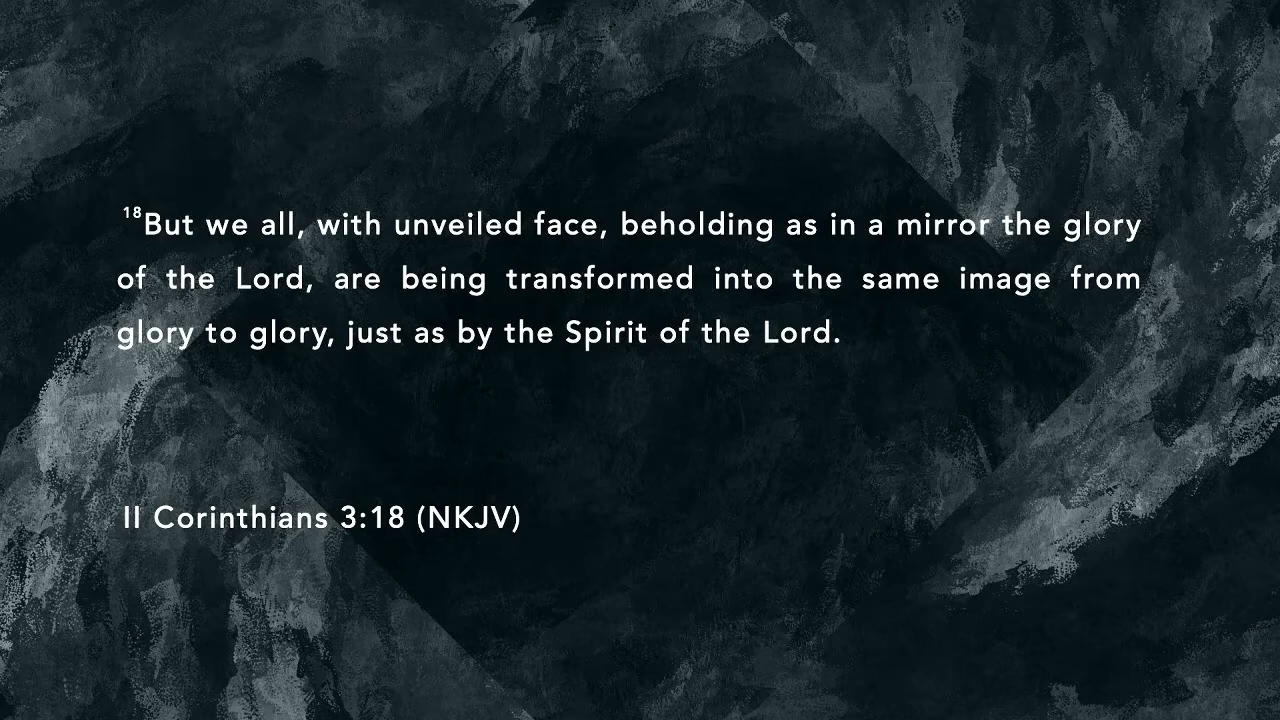 18But we all, with unveiled face, beholding as in a mirror the glory
of the Lord, are being transformed into the same image from
glory to glory, just as by the Spirit of the Lord.
II Corinthians 3:18 (NKJV)